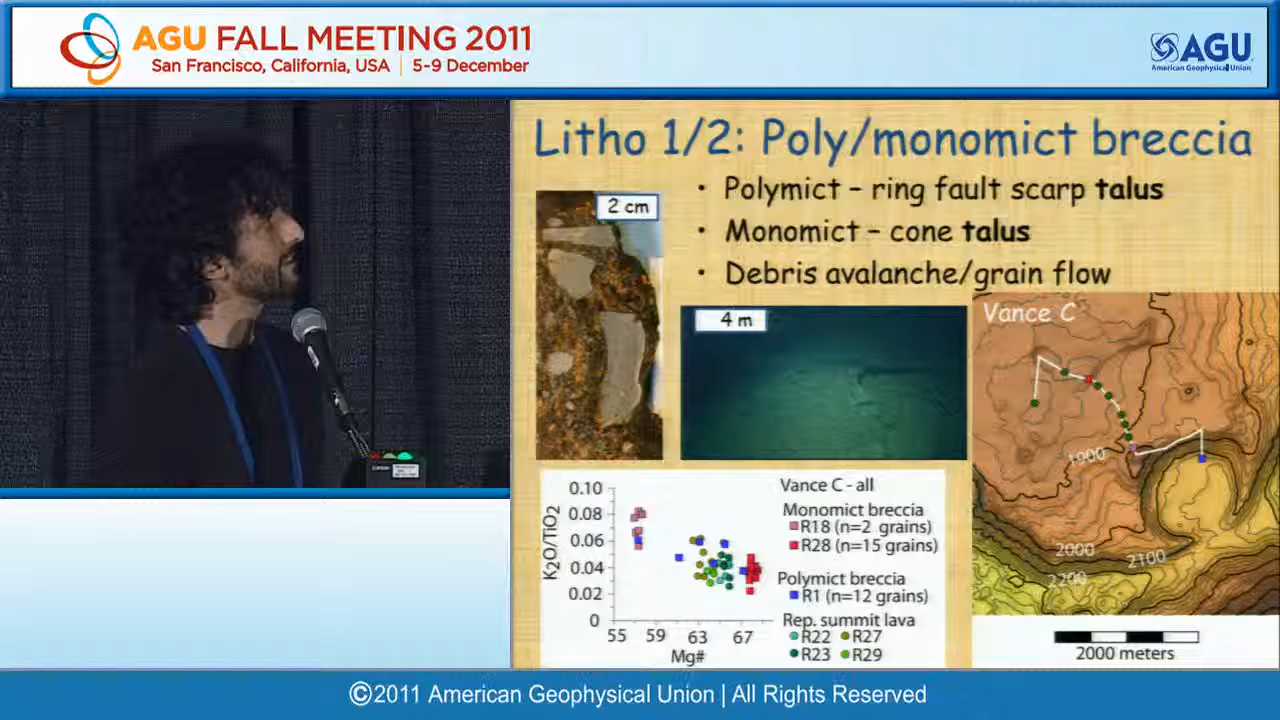 AGU FALL MEETING 2011
San Francisco, California, USA | 5-9 December
AGU
American Geophysical Union
Litho 1/2: Poly/monomict breccia
• Polymict – ring fault scarp talus
• Monomict – cone talus
• Debris avalanche/grain flow
2 cm
4 m
Vance C
1900
2000
2100
2200
Vance C - all
Monomict breccia
R18 (n=2 grains)
R28 (n=15 grains)
Polymict breccia
R1 (n=12 grains)
Rep. summit lava
R22 R27
R23 R29
K2O/TiO2
0.10
0.08
0.06
0.04
0.02
0
55 59 63 67
Mg#
2000 meters
©2011 American Geophysical Union | All Rights Reserved